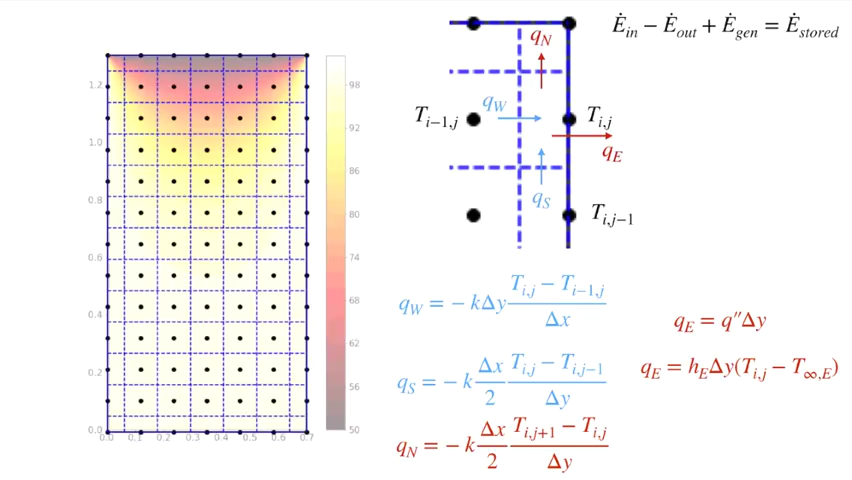 Ė_in − Ė_out + Ė_gen = Ė_stored
q_N
q_W
T_{i−1,j}
T_{i,j}
q_E
q_S
T_{i,j−1}
1.2
1.0
0.8
0.6
0.4
0.2
0.0
0.0 0.1 0.2 0.3 0.4 0.5 0.6 0.7
98
92
86
80
74
68
62
56
50
q_W = − kΔy (T_{i,j} − T_{i−1,j}) / Δx
q_S = − k (Δx / 2) (T_{i,j} − T_{i,j−1}) / Δy
q_N = − k (Δx / 2) (T_{i,j+1} − T_{i,j}) / Δy
q_E = q″Δy
q_E = h_EΔy(T_{i,j} − T_{∞,E})